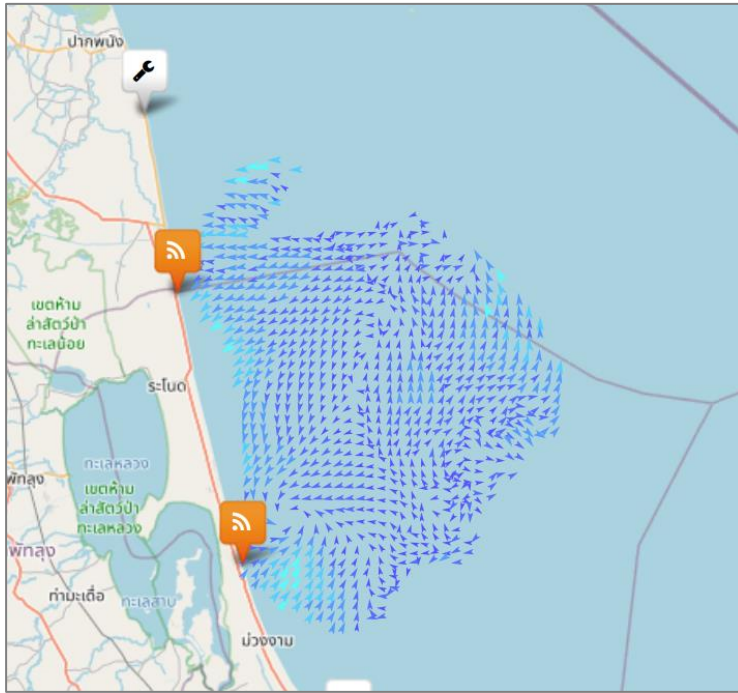 ปากพนัง
เขตห้าม
ล่าสัตว์ป่า
ทะเลน้อย
ระโนด
ทะเลหลวง
พัทลุง
เขตห้าม
ล่าสัตว์ป่า
ทะเลหลวง
พัทลุง
ท่ามะเดื่อ
ทะเลสาบ
ม่วงงาม